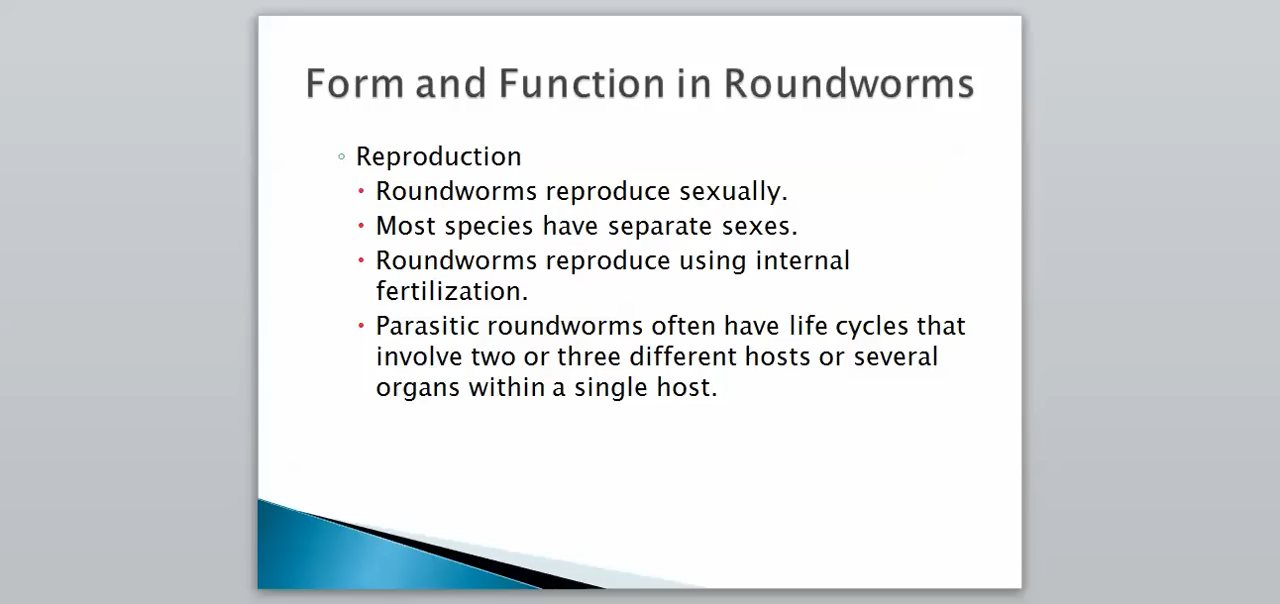 Form and Function in Roundworms
◦ Reproduction
• Roundworms reproduce sexually.
• Most species have separate sexes.
• Roundworms reproduce using internal
fertilization.
• Parasitic roundworms often have life cycles that
involve two or three different hosts or several
organs within a single host.